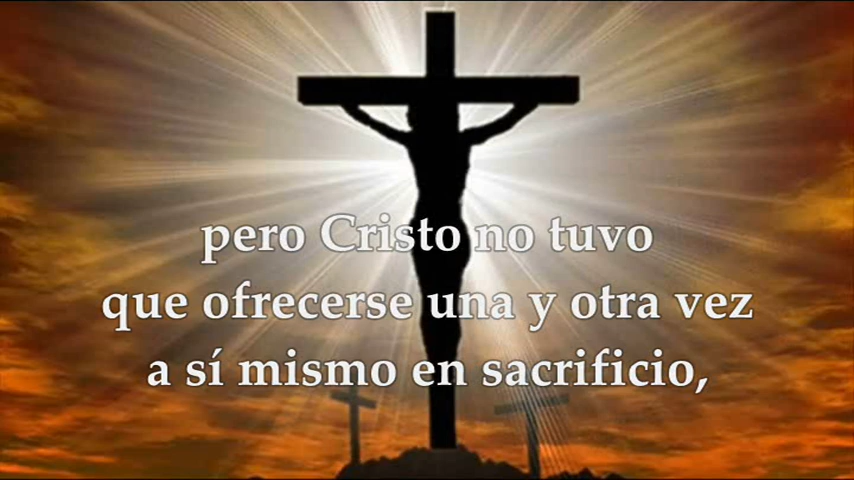 pero Cristo no tuvo
que ofrecerse una y otra vez
a sí mismo en sacrificio,